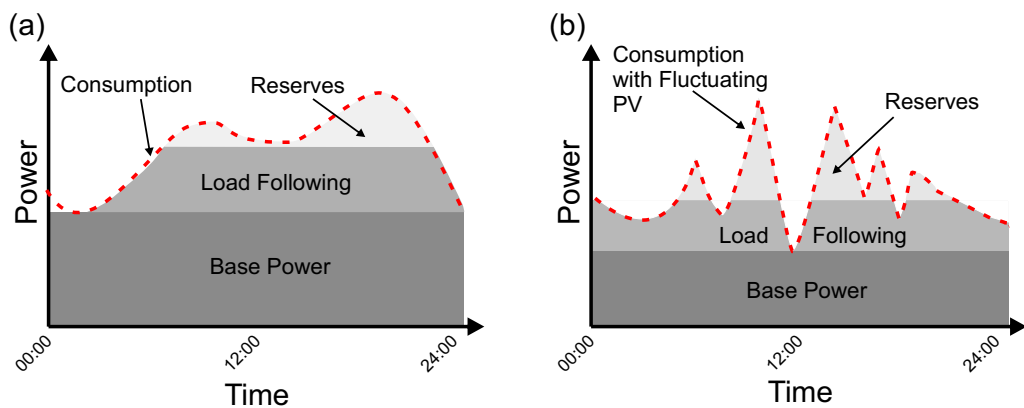 (a)
Consumption
Reserves
Load Following
Base Power
Power
00:00
12:00
24:00
Time
(b)
Consumption
with Fluctuating
PV
Reserves
Load Following
Base Power
Power
00:00
12:00
24:00
Time